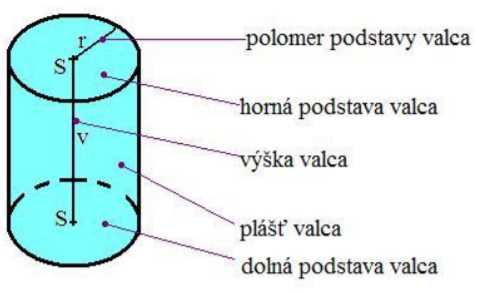 r
polomer podstavy valca
S
horná podstava valca
v
výška valca
plášť valca
S
dolná podstava valca